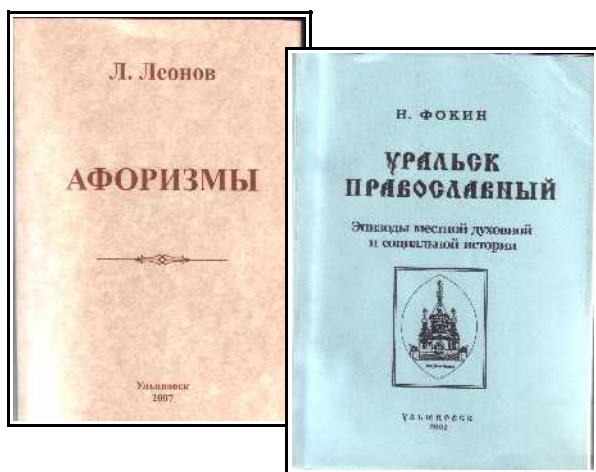 Л. Леонов
АФОРИЗМЫ
Ульяновск
2007
Н. ФОКИН
УРАЛЬСК
ПРАВОСЛАВНЫЙ
Эпизоды местной духовной
и социальной истории
УЛЬЯНОВСК
2002